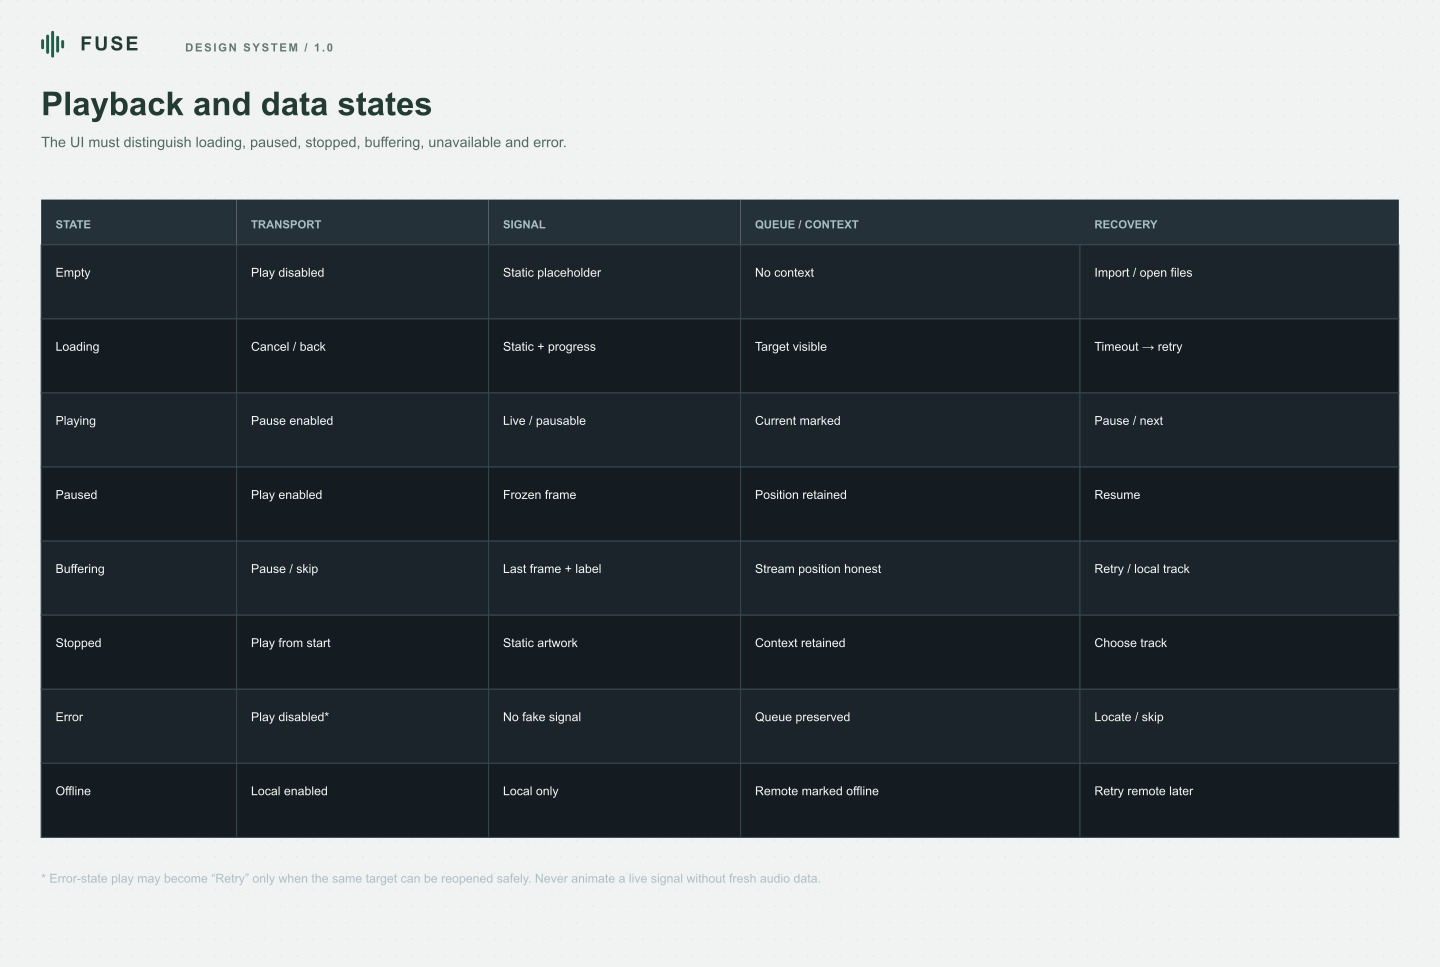 FUSE
DESIGN SYSTEM / 1.0
Playback and data states
The UI must distinguish loading, paused, stopped, buffering, unavailable and error.
STATE TRANSPORT SIGNAL QUEUE / CONTEXT RECOVERY
Empty Play disabled Static placeholder No context Import / open files
Loading Cancel / back Static + progress Target visible Timeout → retry
Playing Pause enabled Live / pausable Current marked Pause / next
Paused Play enabled Frozen frame Position retained Resume
Buffering Pause / skip Last frame + label Stream position honest Retry / local track
Stopped Play from start Static artwork Context retained Choose track
Error Play disabled* No fake signal Queue preserved Locate / skip
Offline Local enabled Local only Remote marked offline Retry remote later
* Error-state play may become “Retry” only when the same target can be reopened safely. Never animate a live signal without fresh audio data.